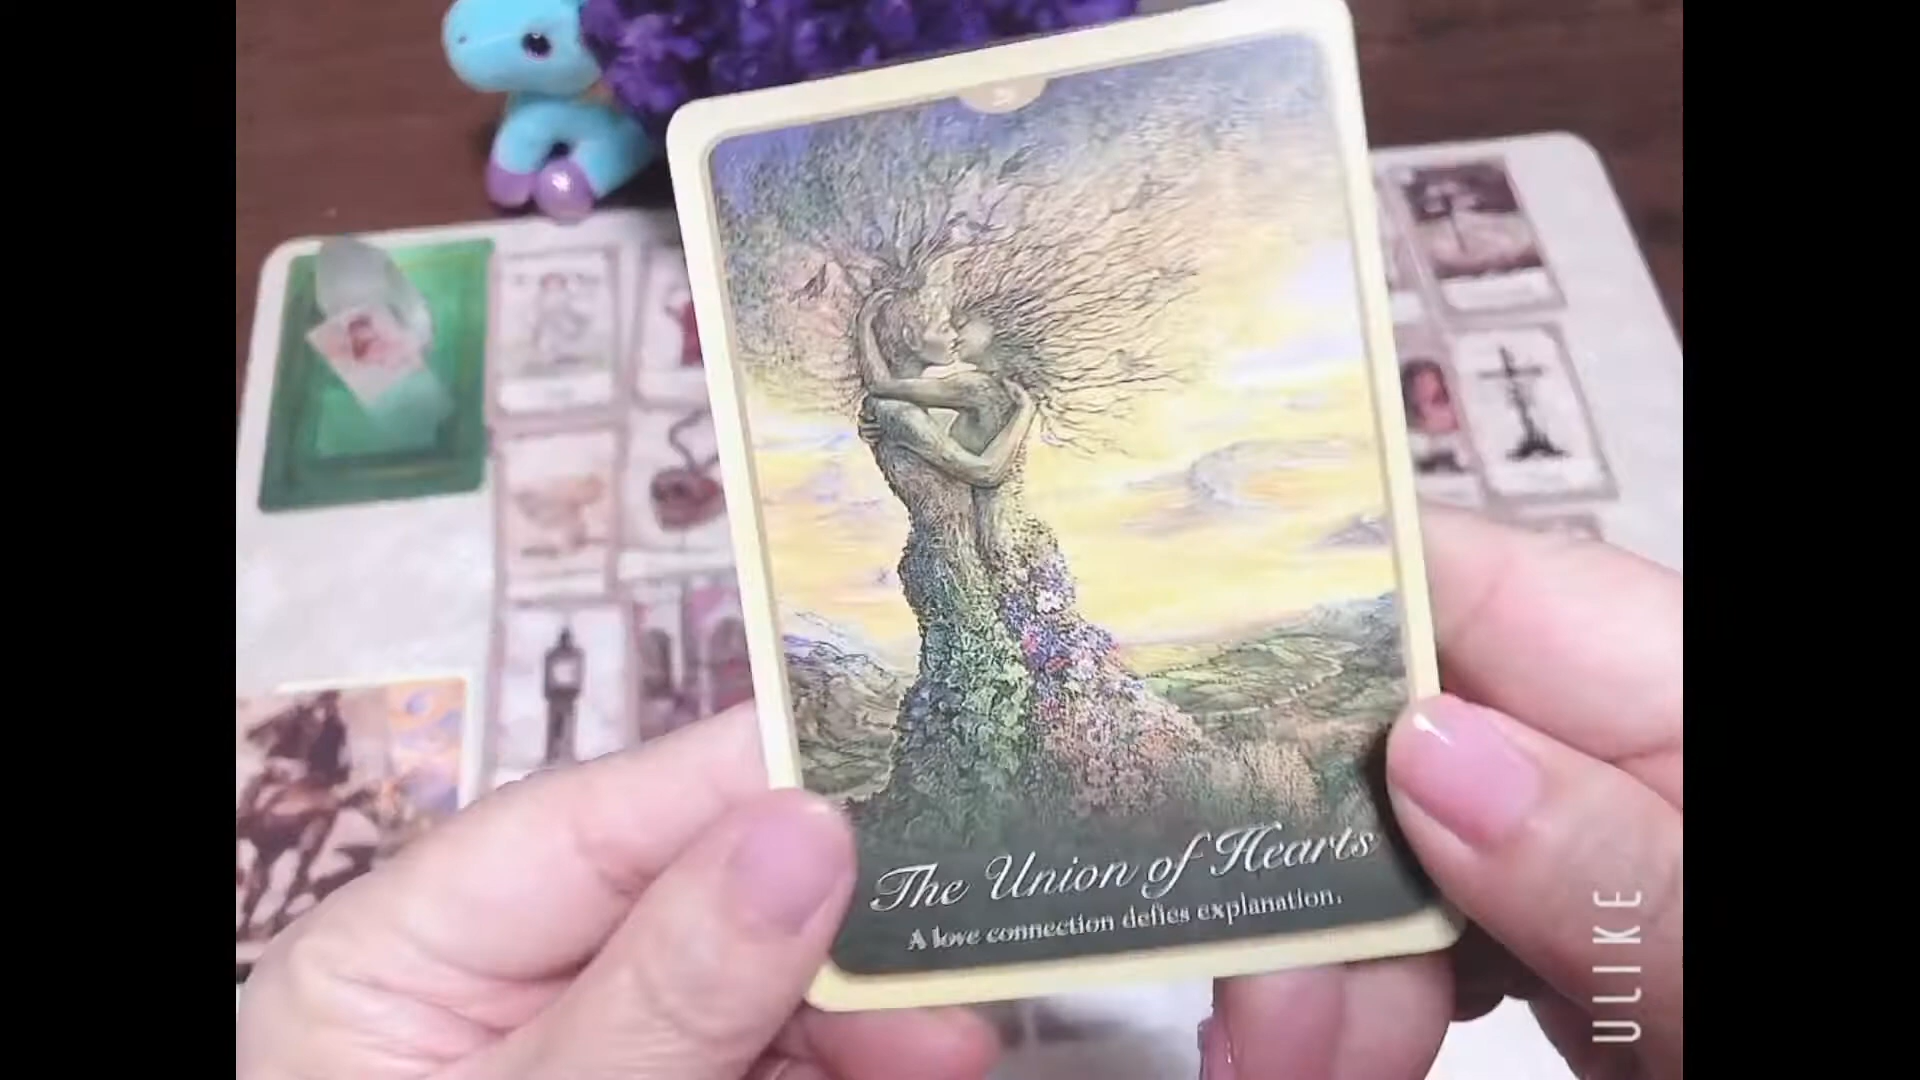 The Union of Hearts
A love connection defies explanation.
ULIKE